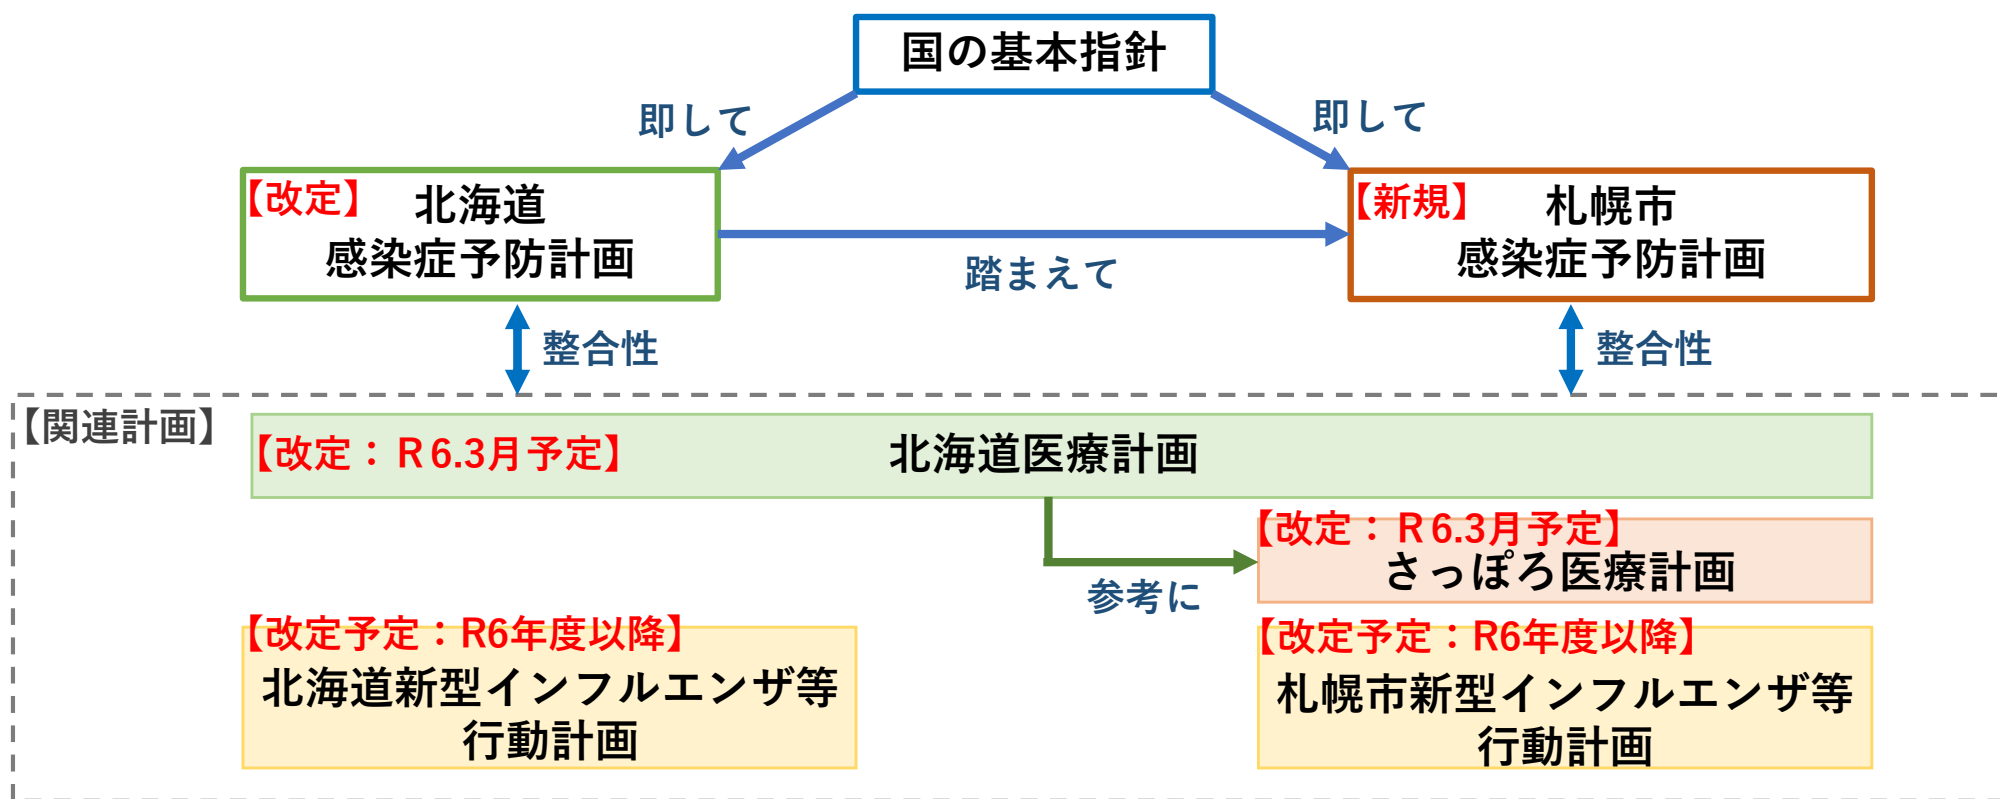 国の基本指針
即して
即して
【改定】
北海道
感染症予防計画
踏まえて
【新規】
札幌市
感染症予防計画
整合性
整合性
【関連計画】
【改定：Ｒ6.3月予定】
北海道医療計画
参考に
【改定：Ｒ6.3月予定】
さっぽろ医療計画
【改定予定：R6年度以降】
北海道新型インフルエンザ等
行動計画
【改定予定：R6年度以降】
札幌市新型インフルエンザ等
行動計画